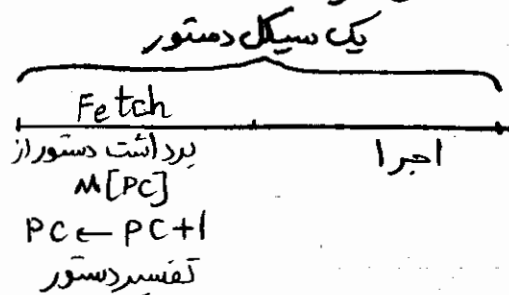 یک سیکل دستور
Fetch
برداشت دستور از
اجرا
M[PC]
PC ← PC+1
تفسیر دستور